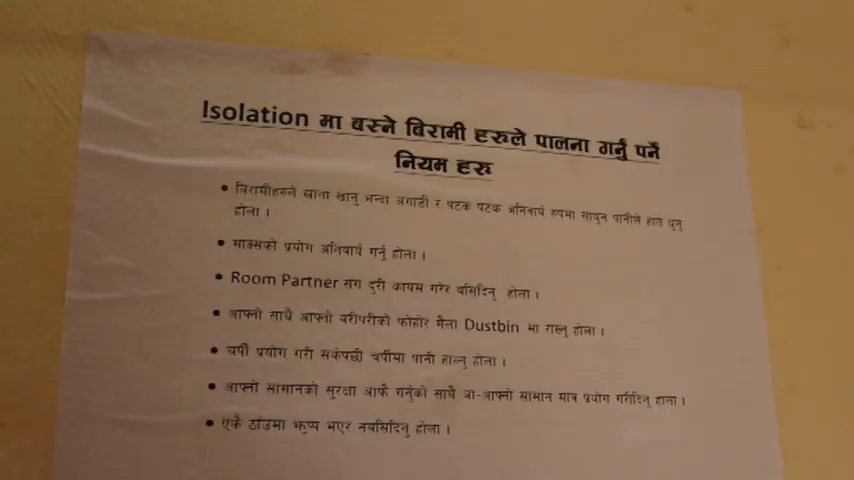 Isolation मा बस्ने बिरामी हरुले पालना गर्नु पर्ने
नियम हरु
• बिरामीहरुले खाना खानु भन्दा अगाडी र पटक पटक अनिवार्य रुपमा साबुन पानीले हात धुनु
होला ।
• माक्सको प्रयोग अनिवार्य गर्नु होला ।
• Room Partner संग दुरी कायम गरेर बसिदिनु होला ।
• आफ्नो साथै आफ्नो वरीपरीको फोहोर मैला Dustbin मा राख्नु होला ।
• चर्पी प्रयोग गरी सकेपछी चर्पीमा पानी हाल्नु होला ।
• आफ्नो सामानको सुरक्षा आफै गर्नुको साथै आ-आफ्नो सामान मात्र प्रयोग गरीदिनु होला ।
• एकै ठाँउमा झुप्प भएर नबसिदिनु होला ।